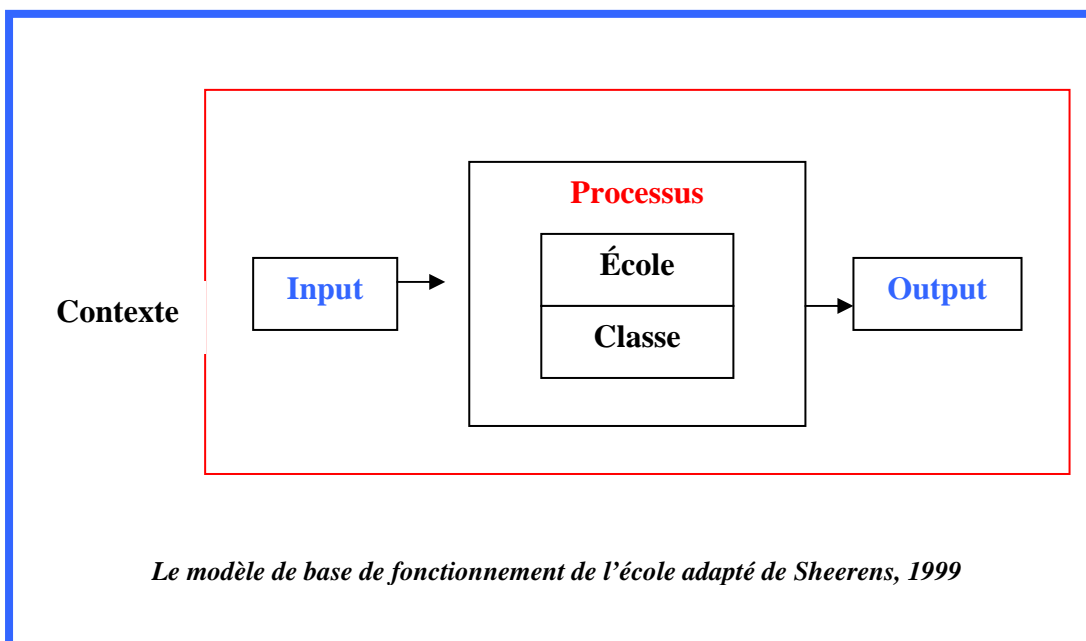 Processus
École
Input
Output
Contexte
Classe
Le modèle de base de fonctionnement de l'école adapté de Sheerens, 1999